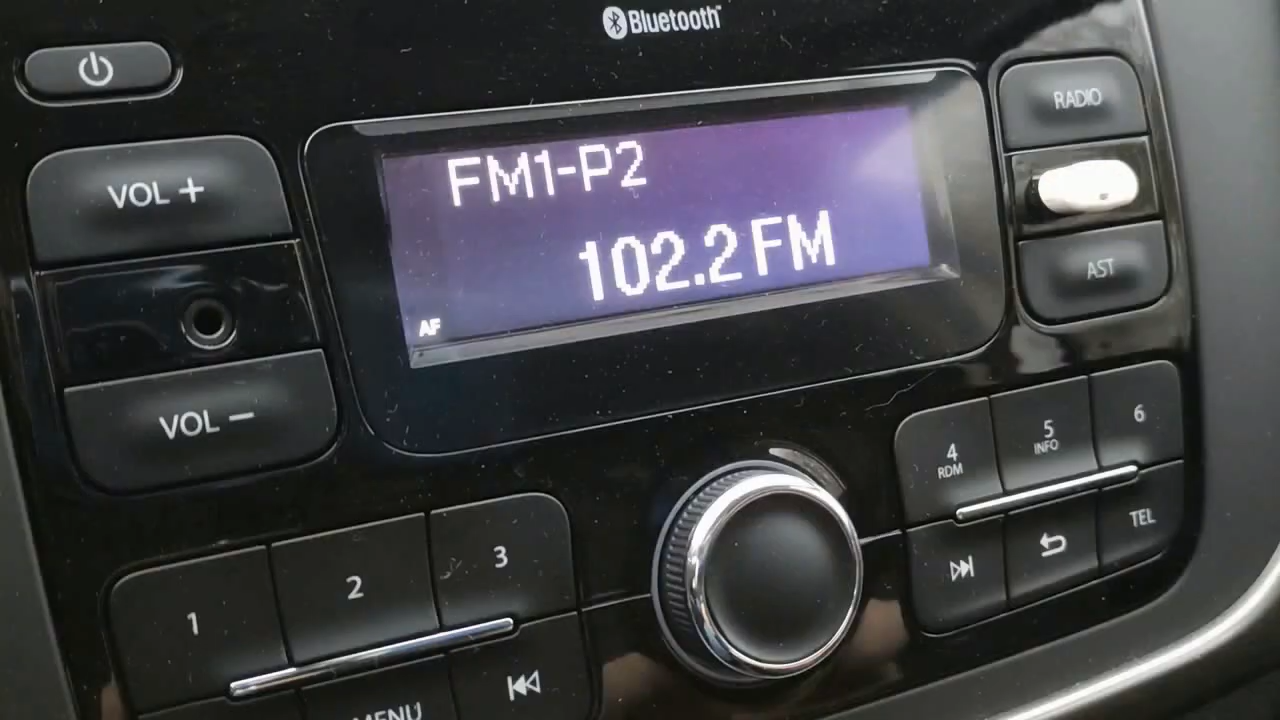 Bluetooth
RADIO
VOL +
FM1-P2
102.2 FM
AF
AST
VOL −
1
2
3
4
RDM
5
INFO
6
TEL
MENU